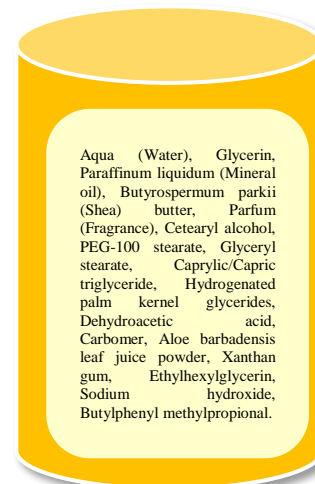 Aqua (Water), Glycerin,
Paraffinum liquidum (Mineral
oil), Butyrospermum parkii
(Shea) butter, Parfum
(Fragrance), Cetearyl alcohol,
PEG-100 stearate, Glyceryl
stearate, Caprylic/Capric
triglyceride, Hydrogenated
palm kernel glycerides,
Dehydroacetic acid,
Carbomer, Aloe barbadensis
leaf juice powder, Xanthan
gum, Ethylhexylglycerin,
Sodium hydroxide,
Butylphenyl methylpropional.